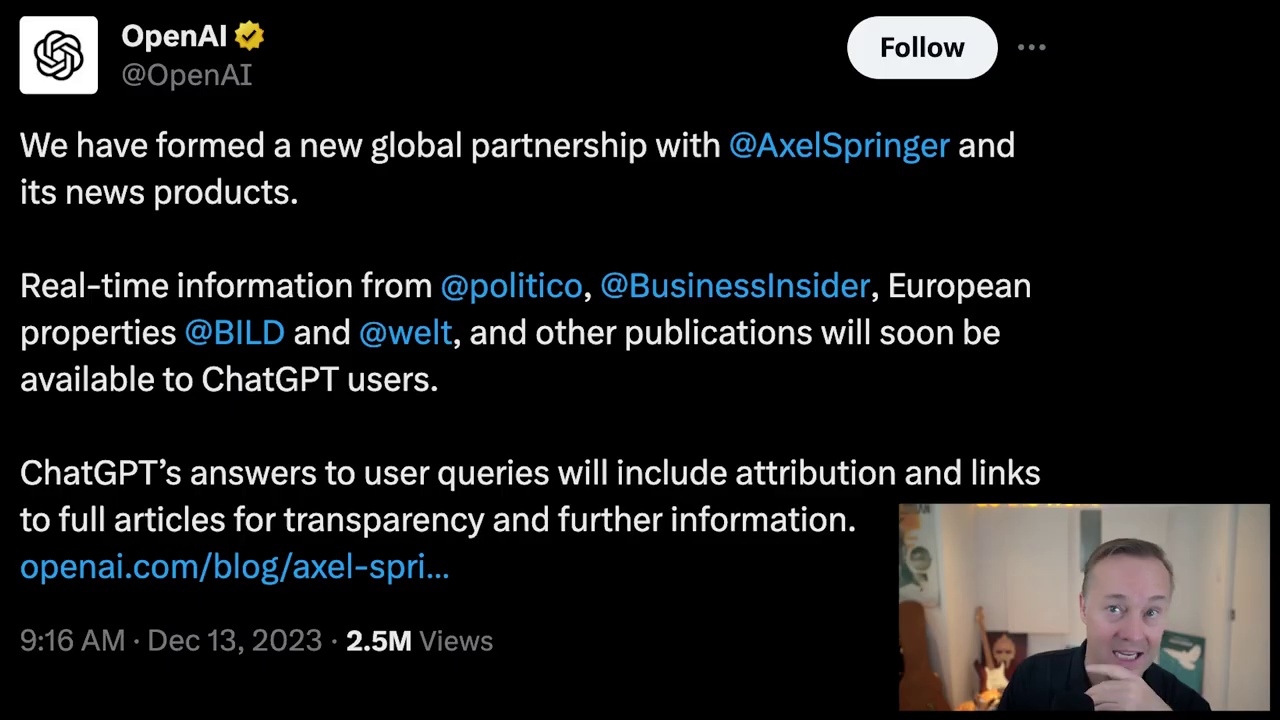 OpenAI
@OpenAI
Follow
We have formed a new global partnership with @AxelSpringer and
its news products.
Real-time information from @politico, @BusinessInsider, European
properties @BILD and @welt, and other publications will soon be
available to ChatGPT users.
ChatGPT’s answers to user queries will include attribution and links
to full articles for transparency and further information.
openai.com/blog/axel-spri...
9:16 AM · Dec 13, 2023 · 2.5M Views